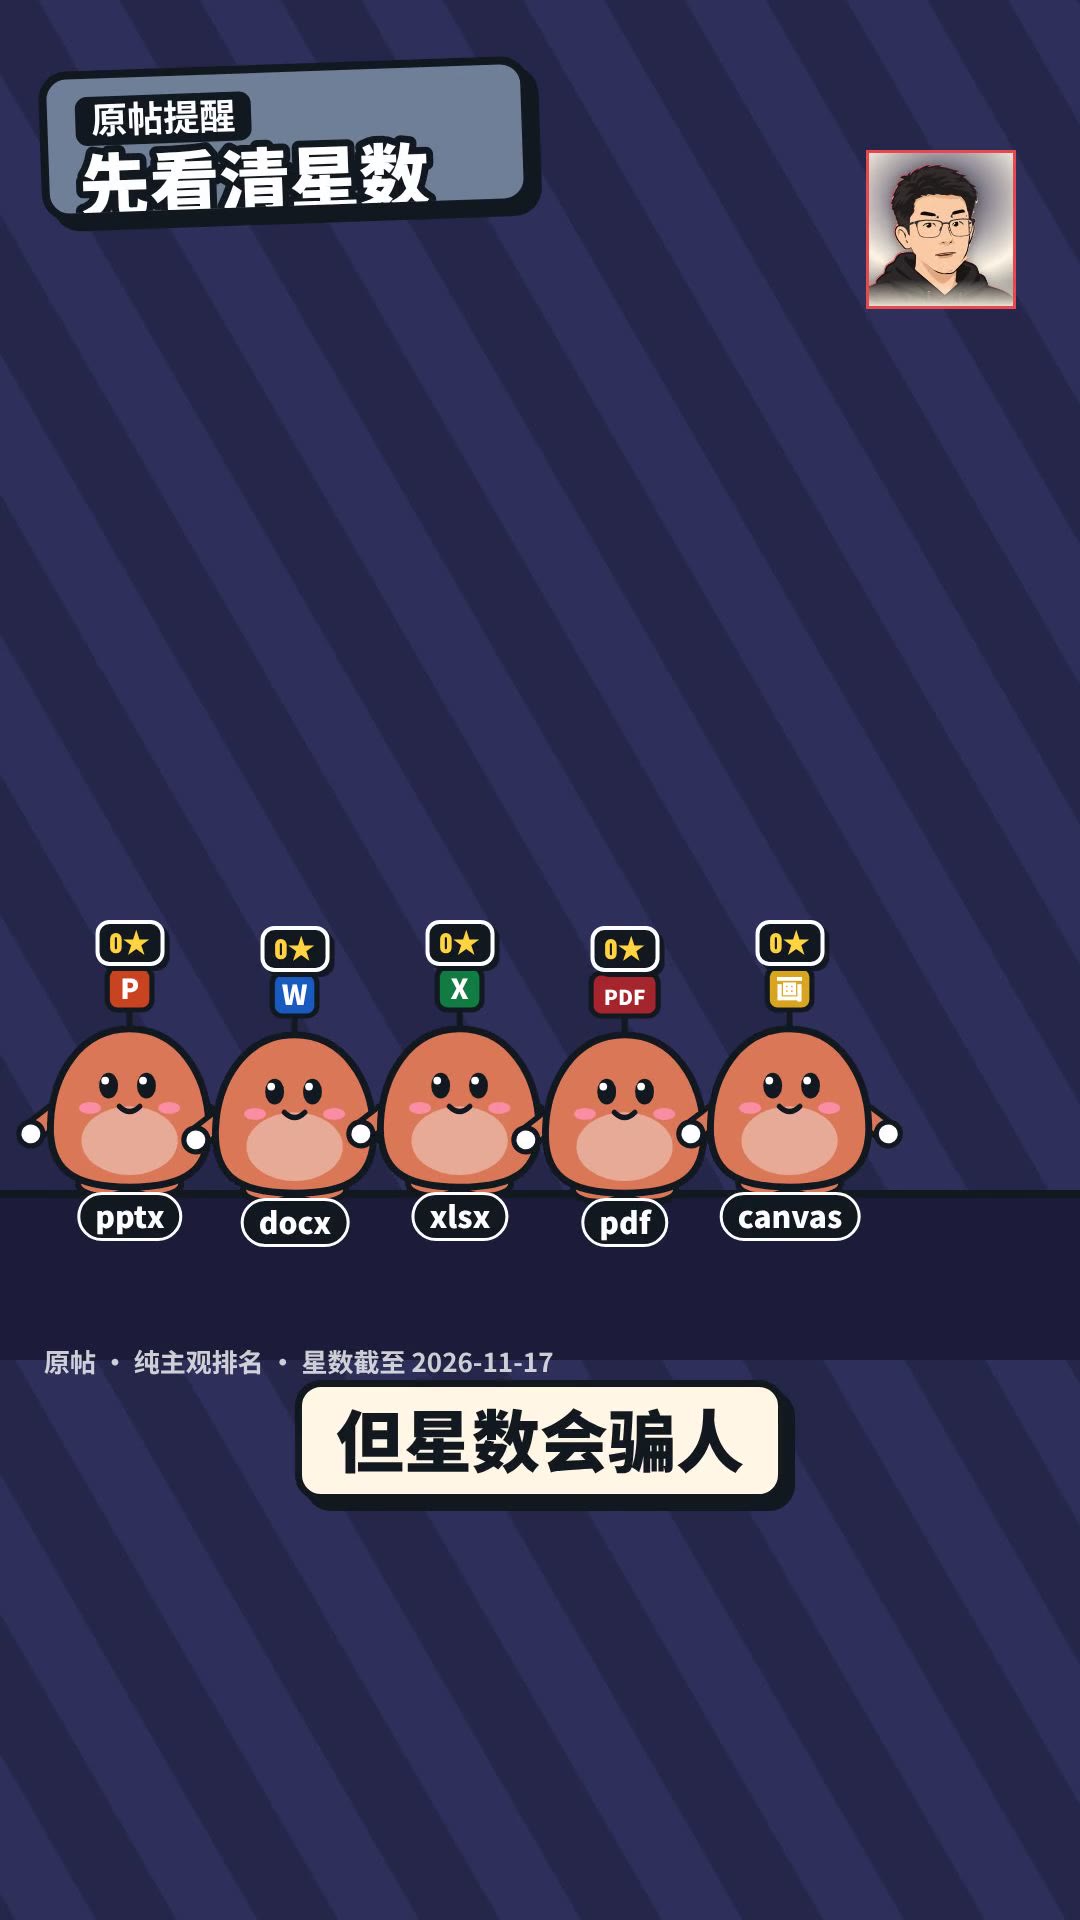 原帖提醒
先看清星数
0★ 0★ 0★ 0★ 0★
P W X PDF 画
pptx docx xlsx pdf canvas
原帖 · 纯主观排名 · 星数截至 2026-11-17
但星数会骗人